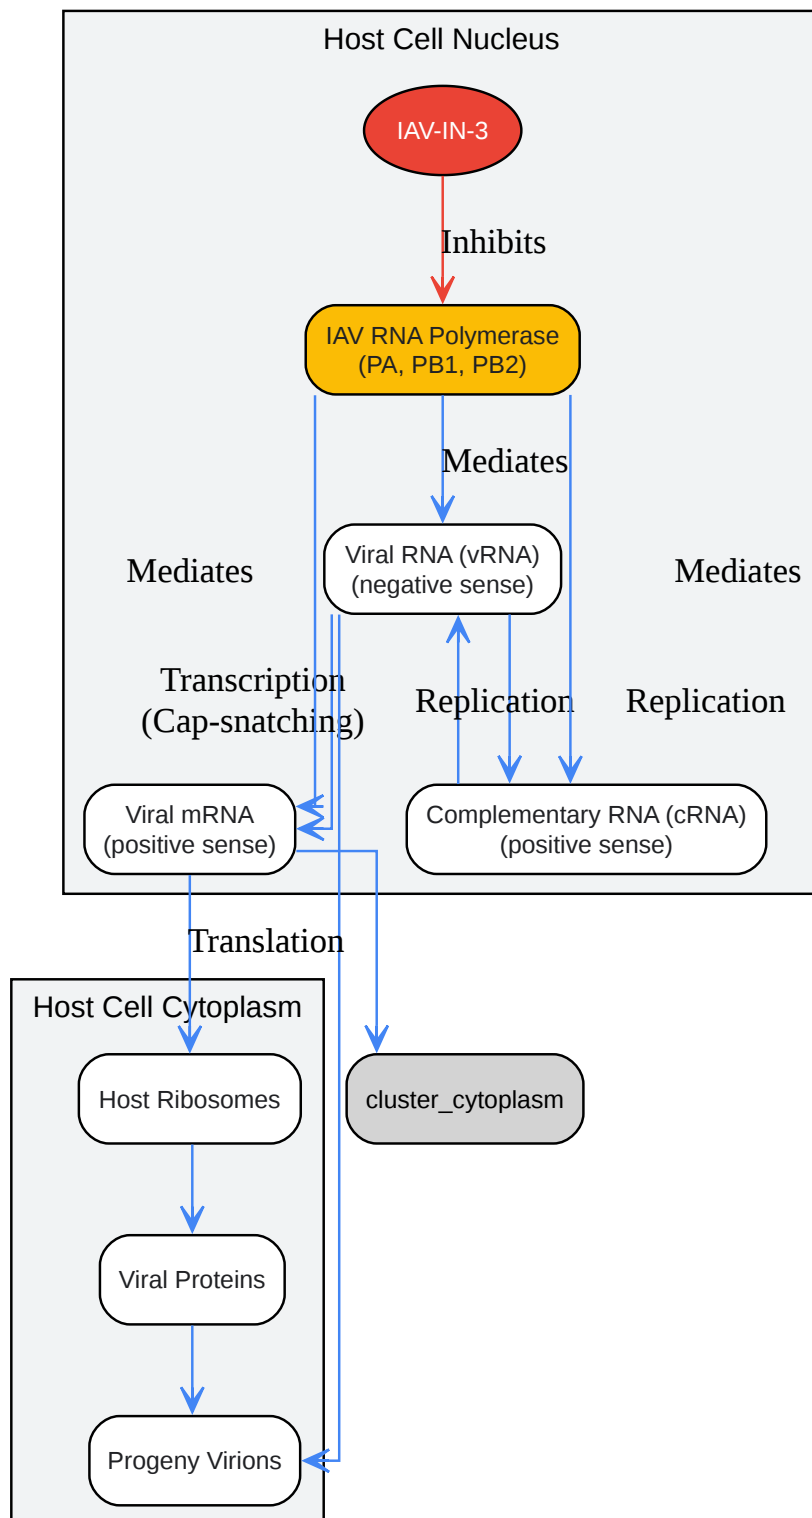 Host Cell Nucleus
IAV-IN-3
Inhibits
IAV RNA Polymerase
(PA, PB1, PB2)
Mediates
Viral RNA (vRNA)
(negative sense)
Mediates
Mediates
Transcription
(Cap-snatching)
Replication
Replication
Viral mRNA
(positive sense)
Complementary RNA (cRNA)
(positive sense)
Translation
Host Cell Cytoplasm
Host Ribosomes
cluster_cytoplasm
Viral Proteins
Progeny Virions